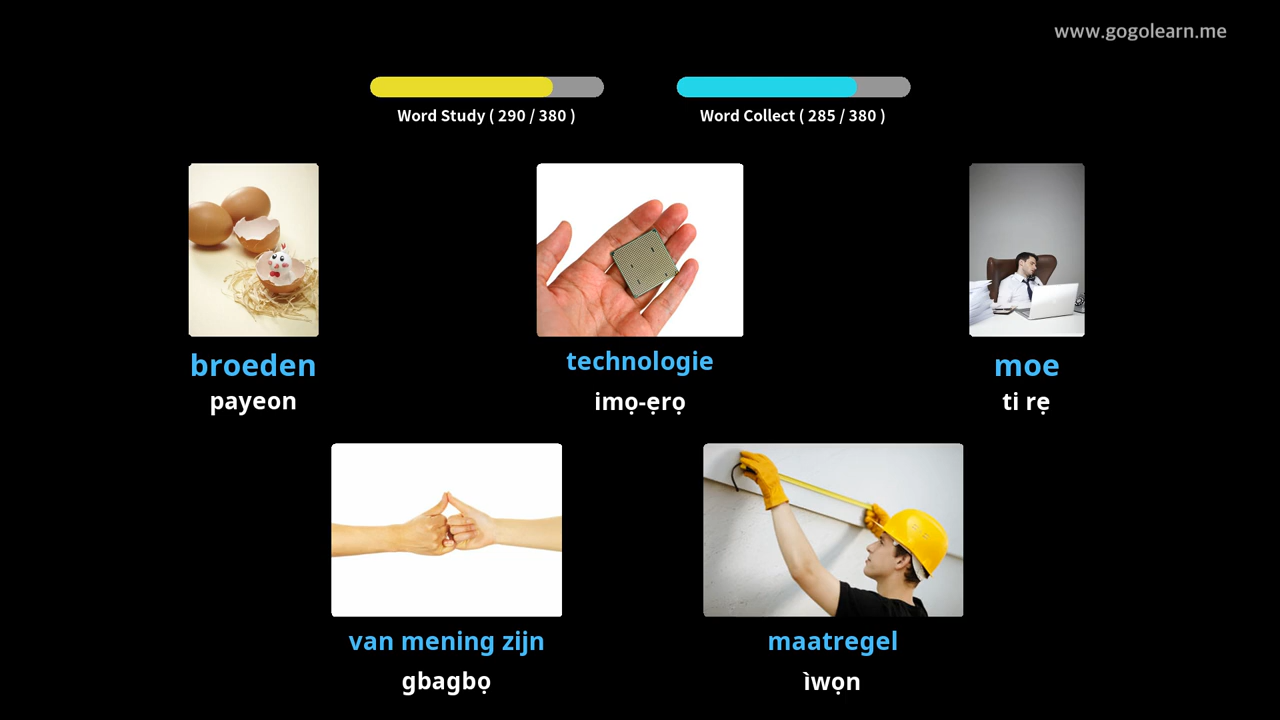 www.gogolearn.me
Word Study ( 290 / 380 )
Word Collect ( 285 / 380 )
broeden
payeon
technologie
imọ-ẹrọ
moe
ti rẹ
van mening zijn
gbagbọ
maatregel
ìwọn